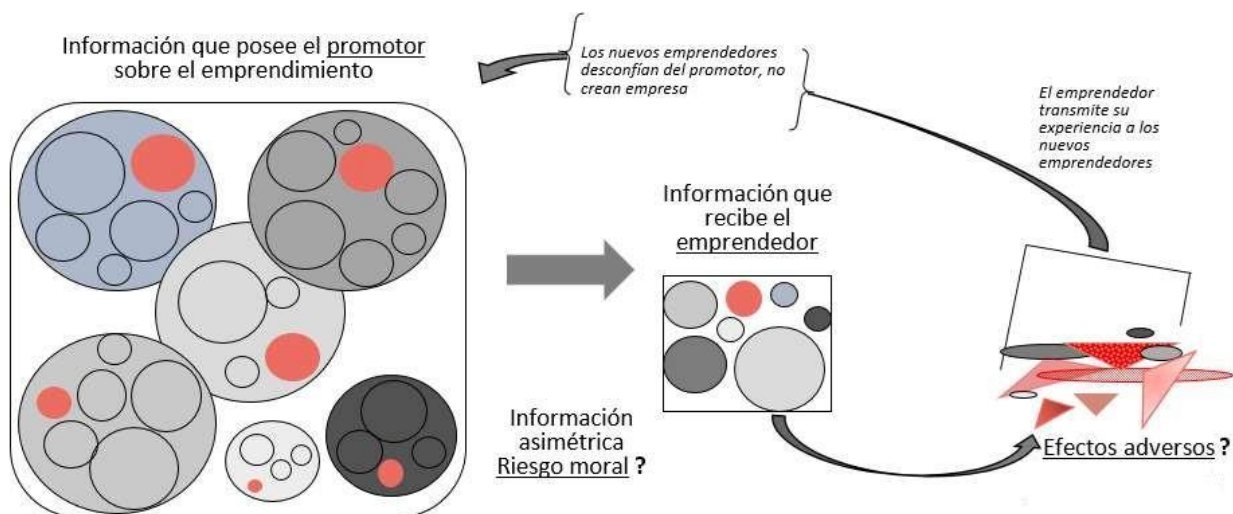 Información que posee el promotor
sobre el emprendimiento
Los nuevos emprendedores
desconfían del promotor, no
crean empresa
El emprendedor
transmite su
experiencia a los
nuevos
emprendedores
Información que
recibe el
emprendedor
Información
asimétrica
Riesgo moral ?
Efectos adversos ?